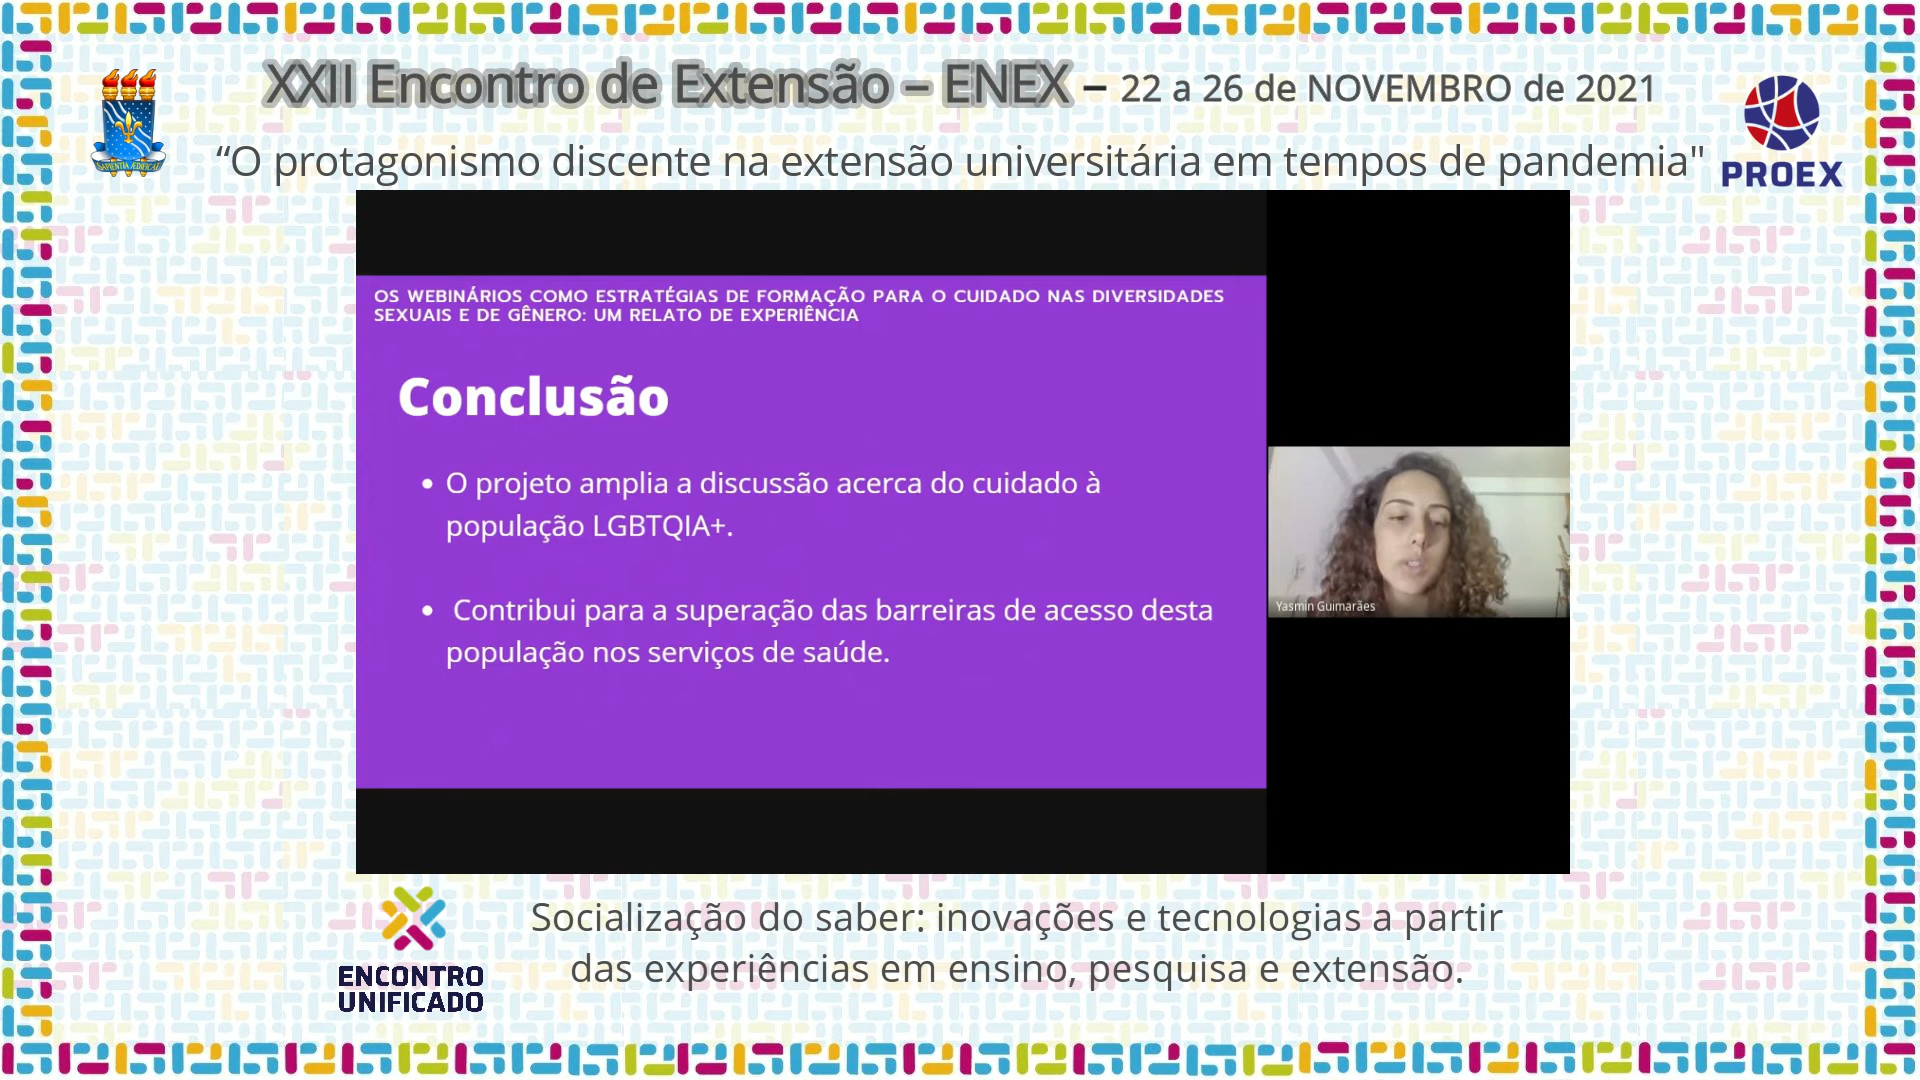 XXII Encontro de Extensão – ENEX – 22 a 26 de NOVEMBRO de 2021
“O protagonismo discente na extensão universitária em tempos de pandemia"
SAPIENTIA ÆDIFICAT
PROEX
OS WEBINÁRIOS COMO ESTRATÉGIAS DE FORMAÇÃO PARA O CUIDADO NAS DIVERSIDADES
SEXUAIS E DE GÊNERO: UM RELATO DE EXPERIÊNCIA
Conclusão
• O projeto amplia a discussão acerca do cuidado à
população LGBTQIA+.
• Contribui para a superação das barreiras de acesso desta
população nos serviços de saúde.
Yasmin Guimarães
ENCONTRO
UNIFICADO
Socialização do saber: inovações e tecnologias a partir
das experiências em ensino, pesquisa e extensão.